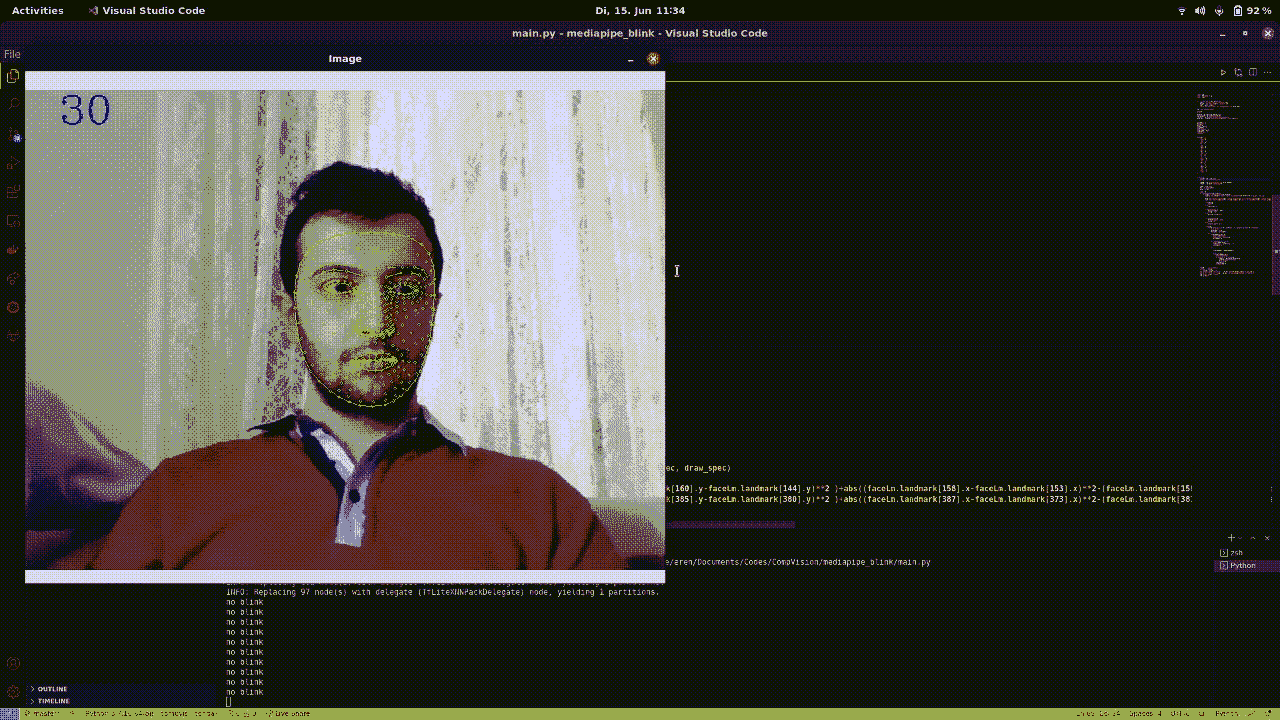 Activities
Visual Studio Code
Di, 15. Jun 11:34
92 %
main.py - mediapipe_blink - Visual Studio Code
File
Image
30
ec, draw_spec)
k[160].y-faceLm.landmark[144].y)**2 )+abs((faceLm.landmark[158].x-faceLm.landmark[153].x)**2-(faceLm.landmark[15
[385].y-faceLm.landmark[380].y)**2 )+abs((faceLm.landmark[387].x-faceLm.landmark[373].x)**2-(faceLm.landmark[38
zsh
Python
e/eren/Documents/Codes/CompVision/mediapipe_blink/main.py
INFO: Replacing 97 node(s) with delegate (TfLiteXNNPackDelegate) node, yielding 1 partitions.
no blink
no blink
no blink
no blink
no blink
no blink
no blink
no blink
no blink
no blink
OUTLINE
TIMELINE
master
Live Share
Python